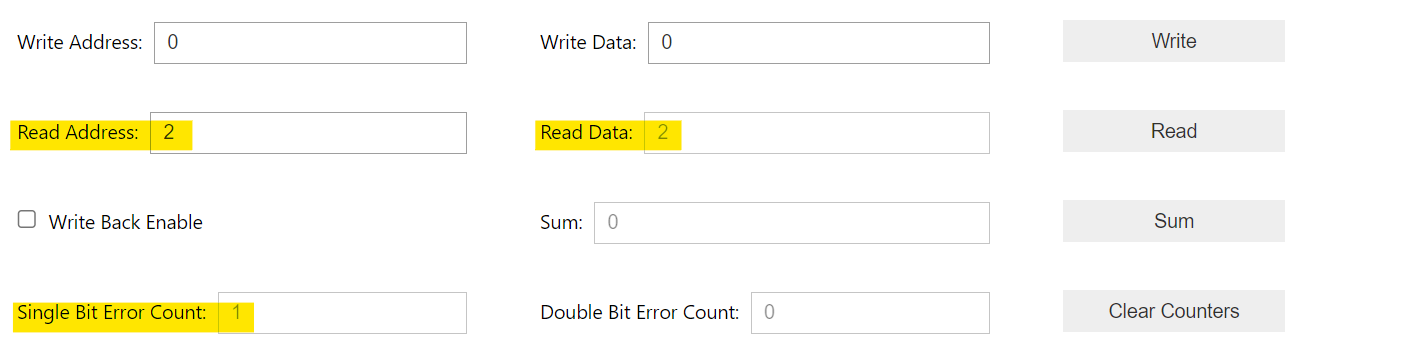 Write Address: 0 Write Data: 0 Write
Read Address: 2 Read Data: 2 Read
Write Back Enable Sum: 0 Sum
Single Bit Error Count: 1 Double Bit Error Count: 0 Clear Counters